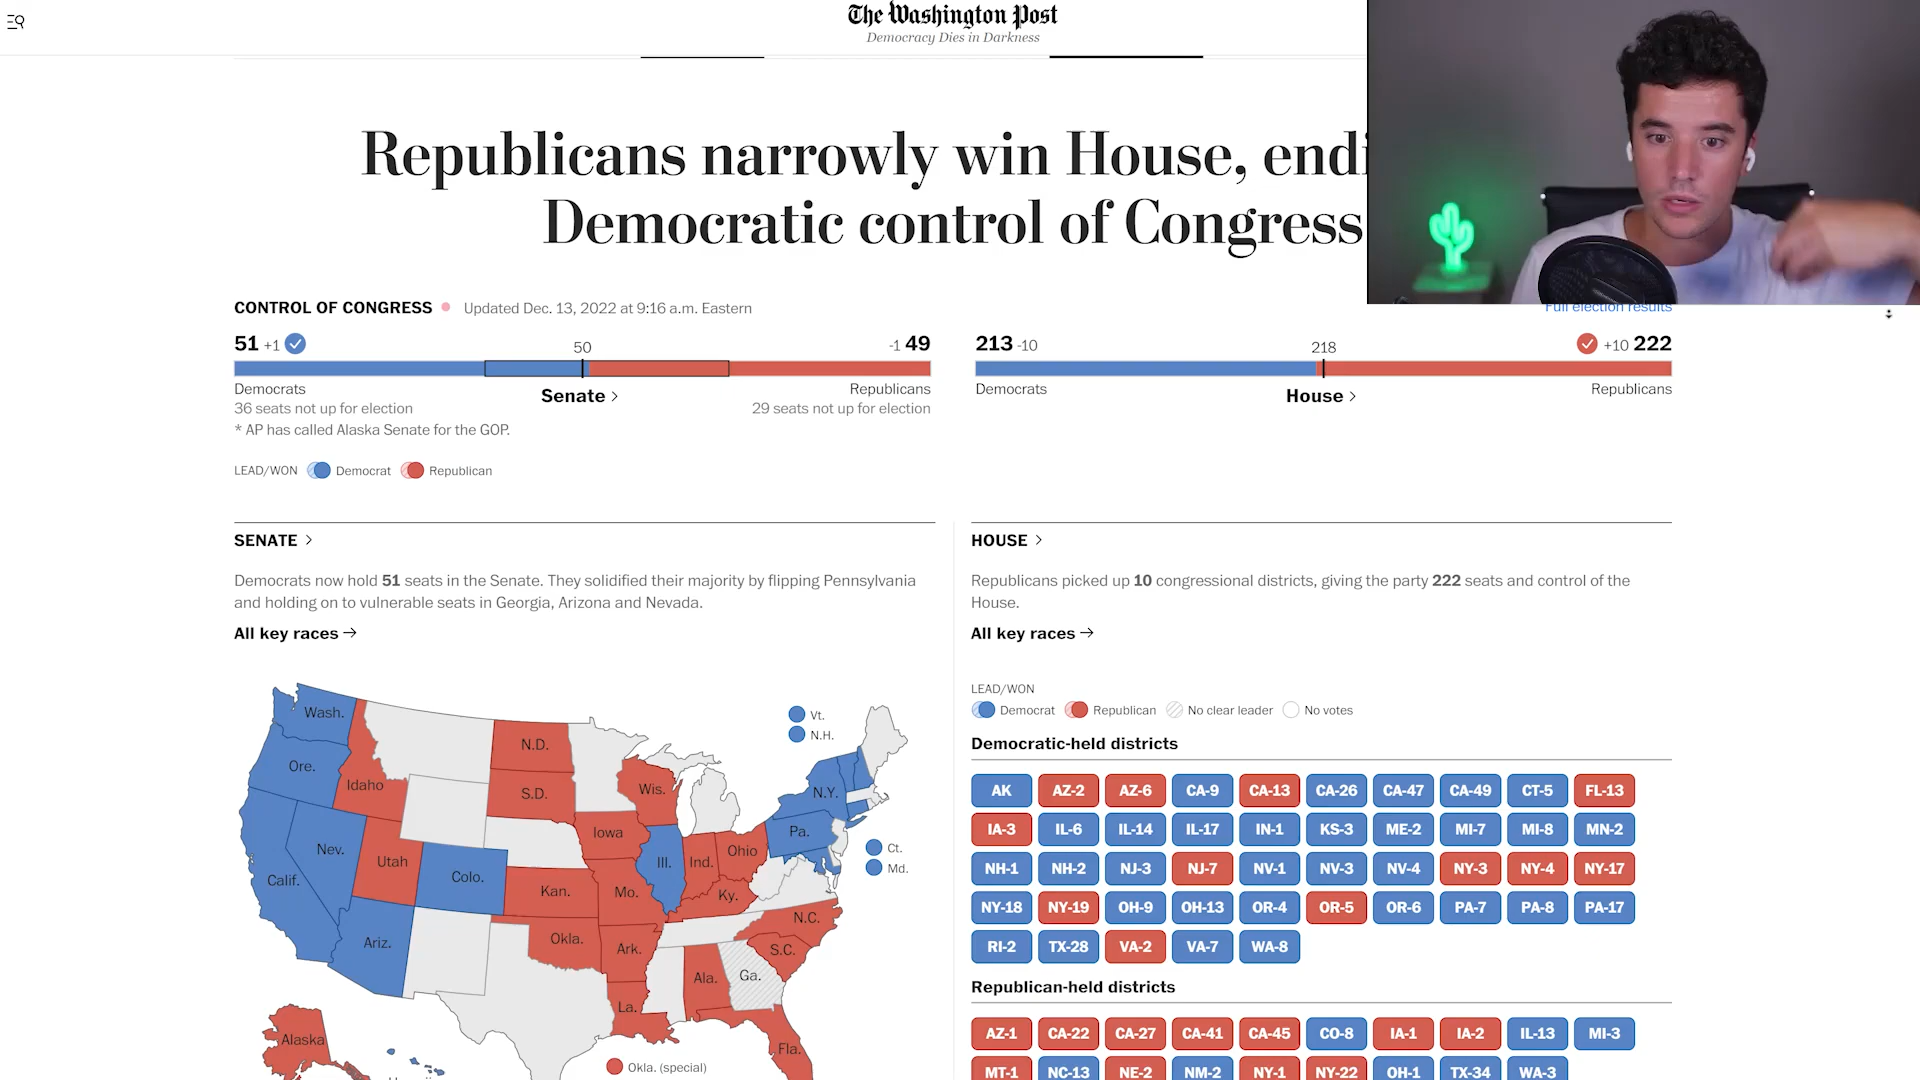 The Washington Post
Democracy Dies in Darkness
Republicans narrowly win House, endi
Democratic control of Congress
CONTROL OF CONGRESS Updated Dec. 13, 2022 at 9:16 a.m. Eastern
Full election results
51 +1 50 -1 49
Democrats Senate > Republicans
36 seats not up for election 29 seats not up for election
* AP has called Alaska Senate for the GOP.
213 -10 218 +10 222
Democrats House > Republicans
LEAD/WON Democrat Republican
SENATE >
Democrats now hold 51 seats in the Senate. They solidified their majority by flipping Pennsylvania
and holding on to vulnerable seats in Georgia, Arizona and Nevada.
All key races →
Wash.
Vt.
N.H.
N.D.
Ore.
Idaho
S.D.
Wis.
N.Y.
Iowa
Pa.
Nev.
Utah
Colo.
Ill.
Ind.
Ohio
Ct.
Md.
Calif.
Kan.
Mo.
Ky.
N.C.
Ariz.
Okla.
Ark.
S.C.
Ala.
Ga.
La.
Alaska
Fla.
Okla. (special)
HOUSE >
Republicans picked up 10 congressional districts, giving the party 222 seats and control of the
House.
All key races →
LEAD/WON
Democrat Republican No clear leader No votes
Democratic-held districts
AK AZ-2 AZ-6 CA-9 CA-13 CA-26 CA-47 CA-49 CT-5 FL-13
IA-3 IL-6 IL-14 IL-17 IN-1 KS-3 ME-2 MI-7 MI-8 MN-2
NH-1 NH-2 NJ-3 NJ-7 NV-1 NV-3 NV-4 NY-3 NY-4 NY-17
NY-18 NY-19 OH-9 OH-13 OR-4 OR-5 OR-6 PA-7 PA-8 PA-17
RI-2 TX-28 VA-2 VA-7 WA-8
Republican-held districts
AZ-1 CA-22 CA-27 CA-41 CA-45 CO-8 IA-1 IA-2 IL-13 MI-3
MT-1 NC-13 NE-2 NM-2 NY-1 NY-22 OH-1 TX-34 WA-3